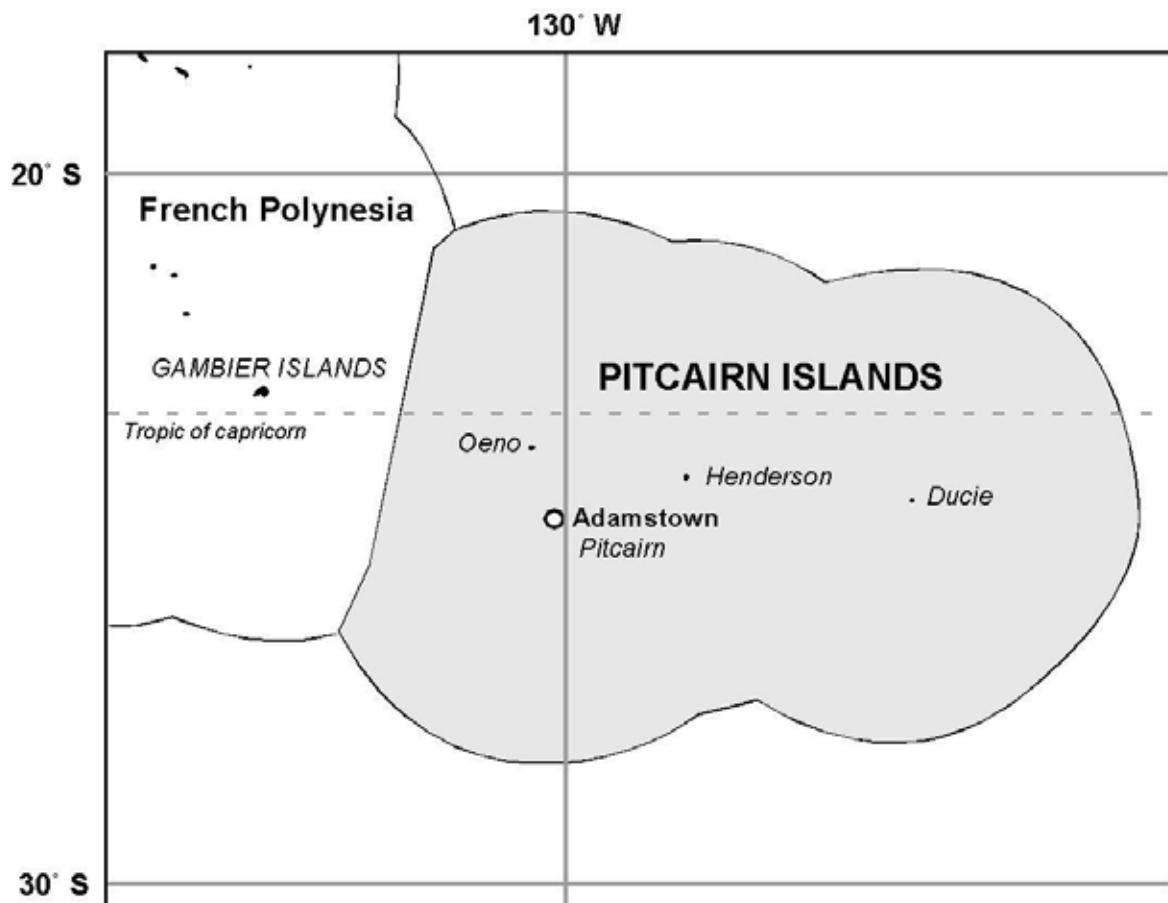 130° W
20° S
French Polynesia
GAMBIER ISLANDS
PITCAIRN ISLANDS
Tropic of capricorn
Oeno
Henderson
Ducie
Adamstown
Pitcairn
30° S